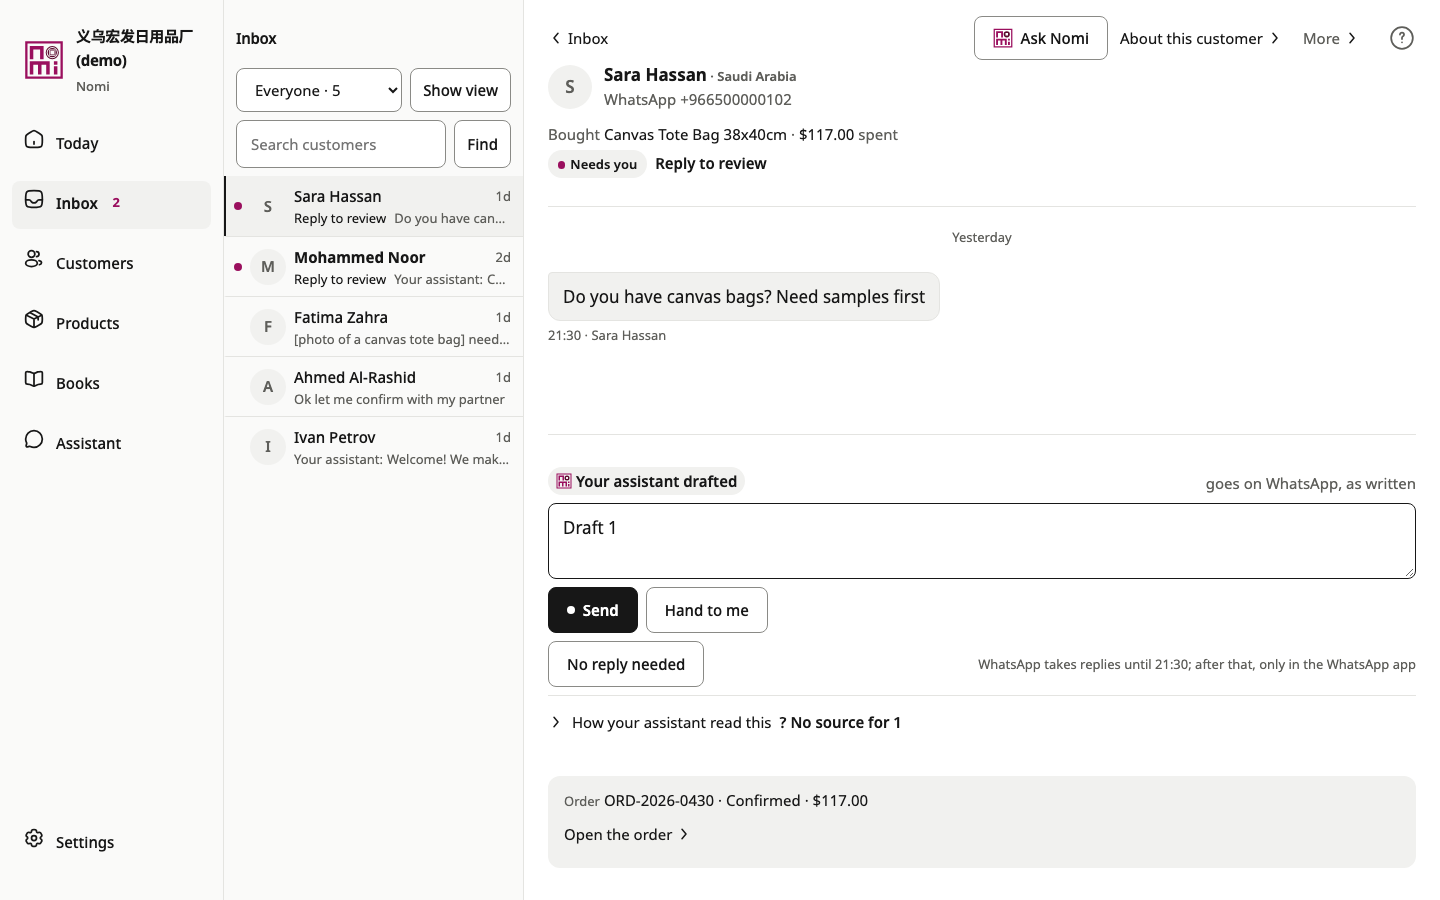 义乌宏发日用品厂
(demo)
Nomi
Today
Inbox 2
Customers
Products
Books
Assistant
Settings
Inbox
Everyone · 5
Show view
Search customers
Find
S
Sara Hassan 1d
Reply to review Do you have can...
M
Mohammed Noor 2d
Reply to review Your assistant: C...
F
Fatima Zahra 1d
[photo of a canvas tote bag] need...
A
Ahmed Al-Rashid 1d
Ok let me confirm with my partner
I
Ivan Petrov 1d
Your assistant: Welcome! We mak...
Inbox
nomi Ask Nomi
About this customer
More
?
S
Sara Hassan · Saudi Arabia
WhatsApp +966500000102
Bought Canvas Tote Bag 38x40cm · $117.00 spent
Needs you Reply to review
Yesterday
Do you have canvas bags? Need samples first
21:30 · Sara Hassan
Your assistant drafted
goes on WhatsApp, as written
Draft 1
Send
Hand to me
No reply needed
WhatsApp takes replies until 21:30; after that, only in the WhatsApp app
How your assistant read this ? No source for 1
Order ORD-2026-0430 · Confirmed · $117.00
Open the order